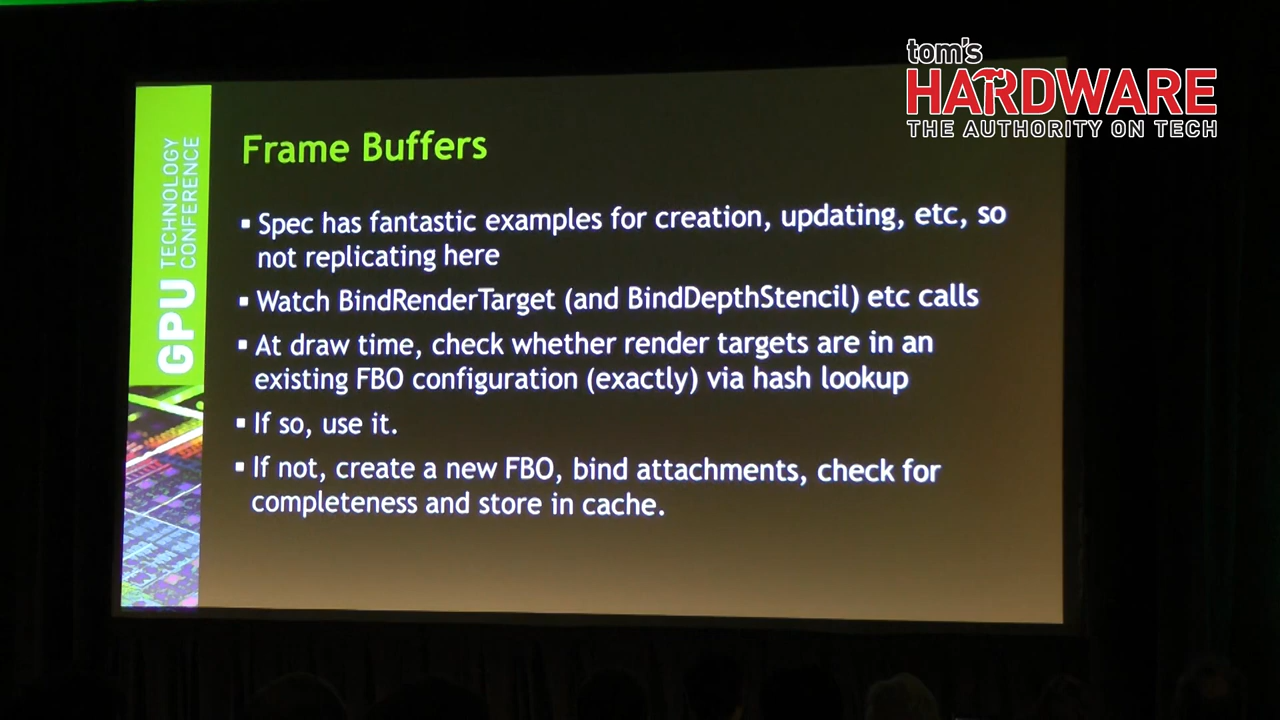 tom's
HARDWARE
THE AUTHORITY ON TECH
GPU TECHNOLOGY
CONFERENCE
Frame Buffers
▪ Spec has fantastic examples for creation, updating, etc, so
not replicating here
▪ Watch BindRenderTarget (and BindDepthStencil) etc calls
▪ At draw time, check whether render targets are in an
existing FBO configuration (exactly) via hash lookup
▪ If so, use it.
▪ If not, create a new FBO, bind attachments, check for
completeness and store in cache.